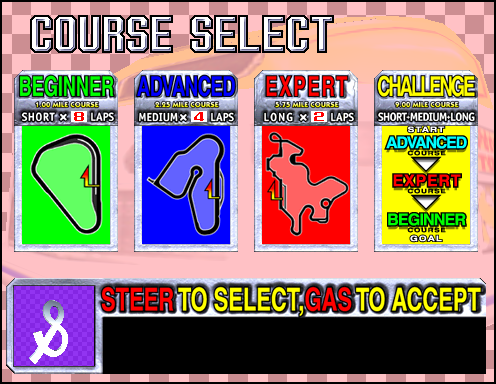 COURSE SELECT
BEGINNER
1.00 MILE COURSE
SHORT × 8 LAPS
ADVANCED
2.25 MILE COURSE
MEDIUM × 4 LAPS
EXPERT
5.75 MILE COURSE
LONG × 2 LAPS
CHALLENGE
9.00 MILE COURSE
SHORT-MEDIUM-LONG
START
ADVANCED
COURSE
EXPERT
COURSE
BEGINNER
COURSE
GOAL
STEER TO SELECT, GAS TO ACCEPT